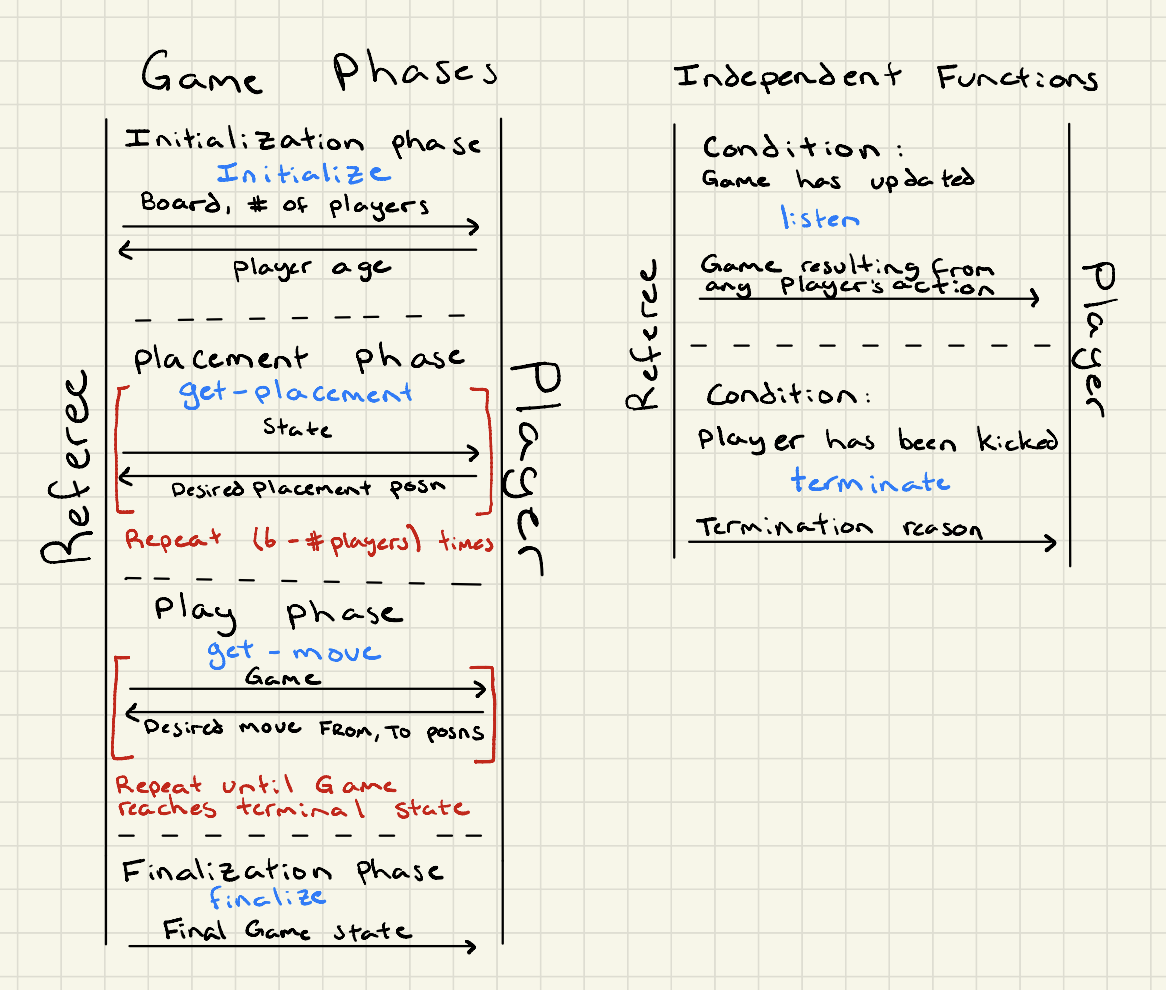 Game Phases
Initialization phase
Initialize
Board, # of players
player age
Placement phase
get-placement
State
Desired placement posn
Repeat (6 - # players) times
Play phase
get-move
Game
Desired move From, To posns
Repeat until Game
reaches terminal state
Finalization Phase
finalize
Final Game state
Referee
Player
Independent Functions
Condition:
Game has updated
listen
Game resulting from
any player's action
Condition:
Player has been kicked
terminate
Termination reason
Referee
Player